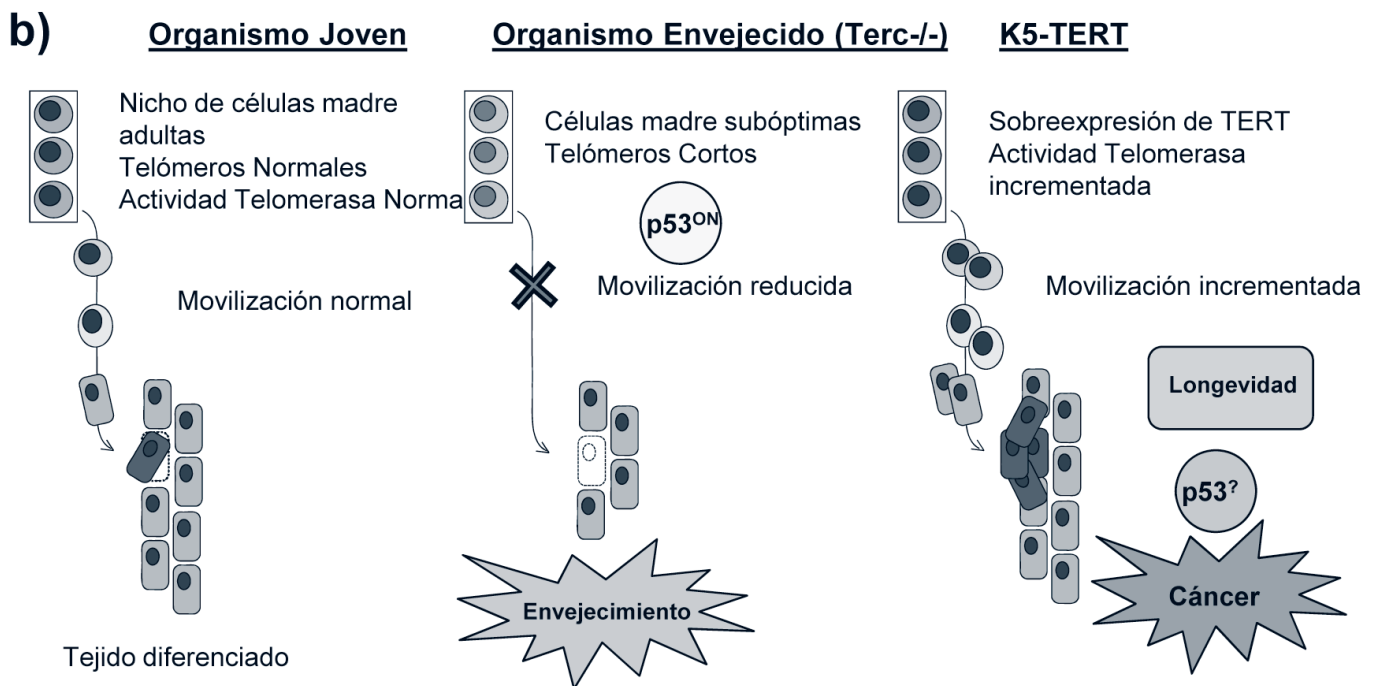 b)
Organismo Joven
Organismo Envejecido (Terc-/-)
K5-TERT
Nicho de células madre
adultas
Telómeros Normales
Actividad Telomerasa Norma
Movilización normal
Tejido diferenciado
Células madre subóptimas
Telómeros Cortos
p53ON
Movilización reducida
Envejecimiento
Sobreexpresión de TERT
Actividad Telomerasa
incrementada
Movilización incrementada
Longevidad
p53?
Cáncer